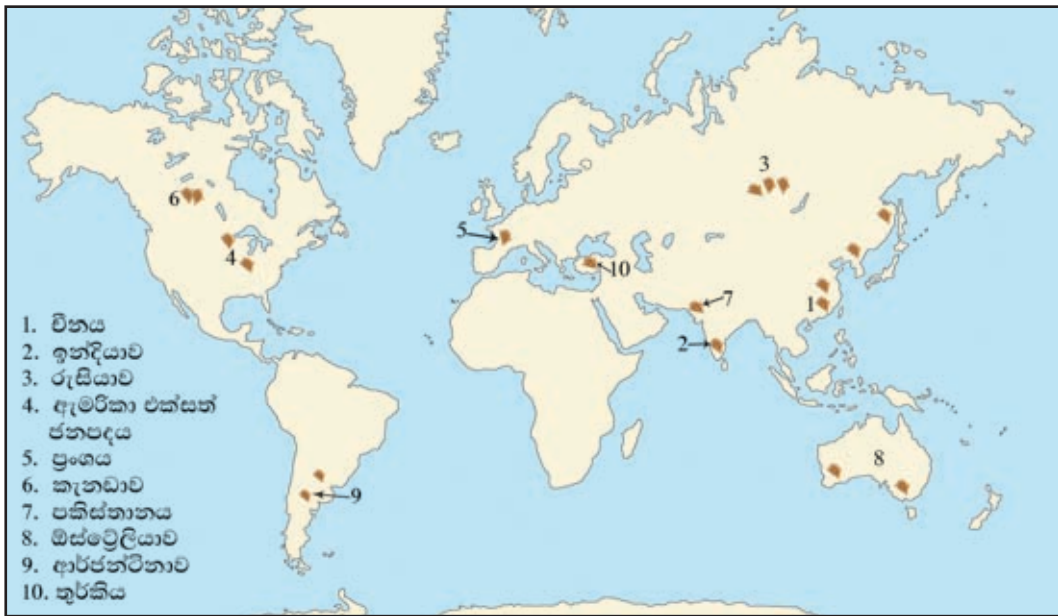 3
6
5
4
10
7
1
2
8
9
1. චීනය
2. ඉන්දියාව
3. රුසියාව
4. ඇමරිකා එක්සත්
ජනපදය
5. ප්‍රංශය
6. කැනඩාව
7. පකිස්තානය
8. ඕස්ට්‍රේලියාව
9. ආර්ජන්ටිනාව
10. තුර්කිය